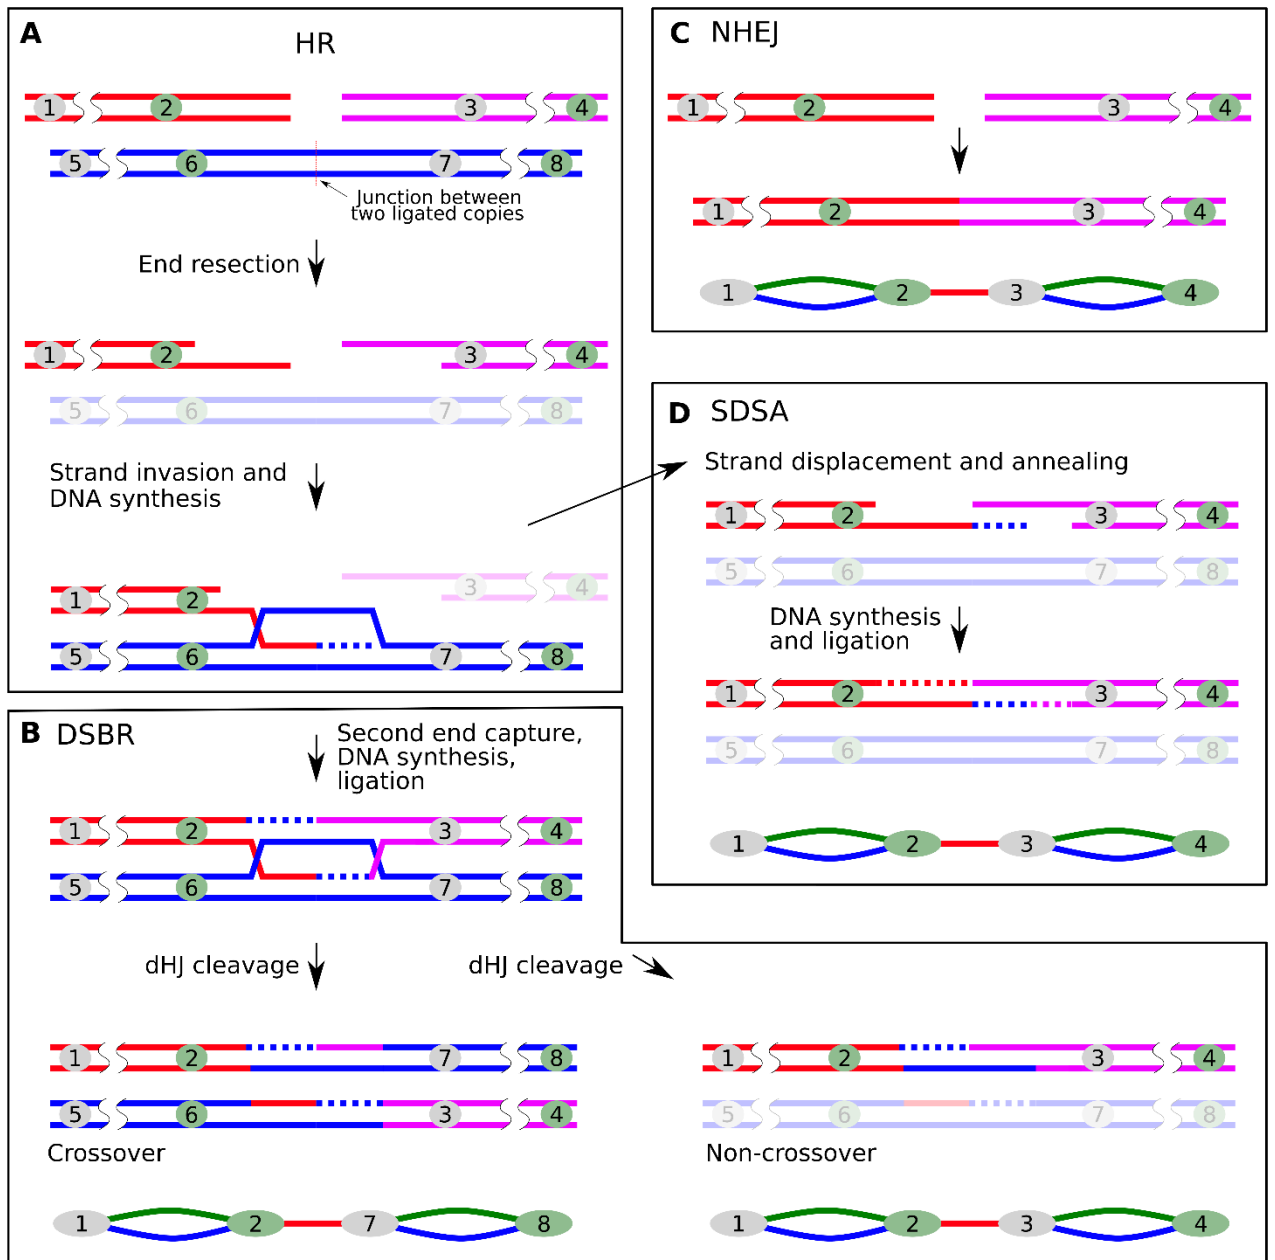 A
HR
1 2 3 4
5 6 7 8
Junction between
two ligated copies
End resection
1 2 3 4
5 6 7 8
Strand invasion and
DNA synthesis
3 4
1 2
5 6 7 8
B DSBR
Second end capture,
DNA synthesis,
ligation
1 2 3 4
5 6 7 8
dHJ cleavage
dHJ cleavage
1 2 7 8
5 6 3 4
Crossover
1 2 7 8
1 2 3 4
5 6 7 8
Non-crossover
1 2 3 4
C NHEJ
1 2 3 4
1 2 3 4
1 2 3 4
D SDSA
Strand displacement and annealing
1 2 3 4
5 6 7 8
DNA synthesis
and ligation
1 2 3 4
5 6 7 8
1 2 3 4